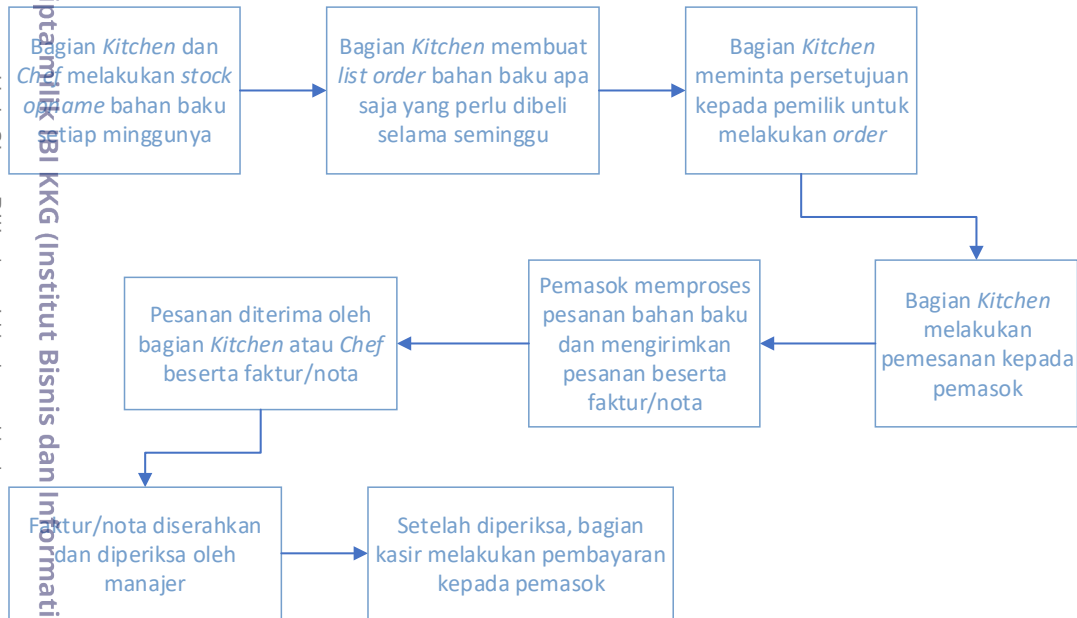 Bagian Kitchen dan
Chef melakukan stock
opname bahan baku
setiap minggunya
Bagian Kitchen membuat
list order bahan baku apa
saja yang perlu dibeli
selama seminggu
Bagian Kitchen
meminta persetujuan
kepada pemilik untuk
melakukan order
Bagian Kitchen
melakukan
pemesanan kepada
pemasok
Pemasok memproses
pesanan bahan baku
dan mengirimkan
pesanan beserta
faktur/nota
Pesanan diterima oleh
bagian Kitchen atau Chef
beserta faktur/nota
Faktur/nota diserahkan
dan diperiksa oleh
manajer
Setelah diperiksa, bagian
kasir melakukan pembayaran
kepada pemasok
milik IBI KKG (Institut Bisnis dan